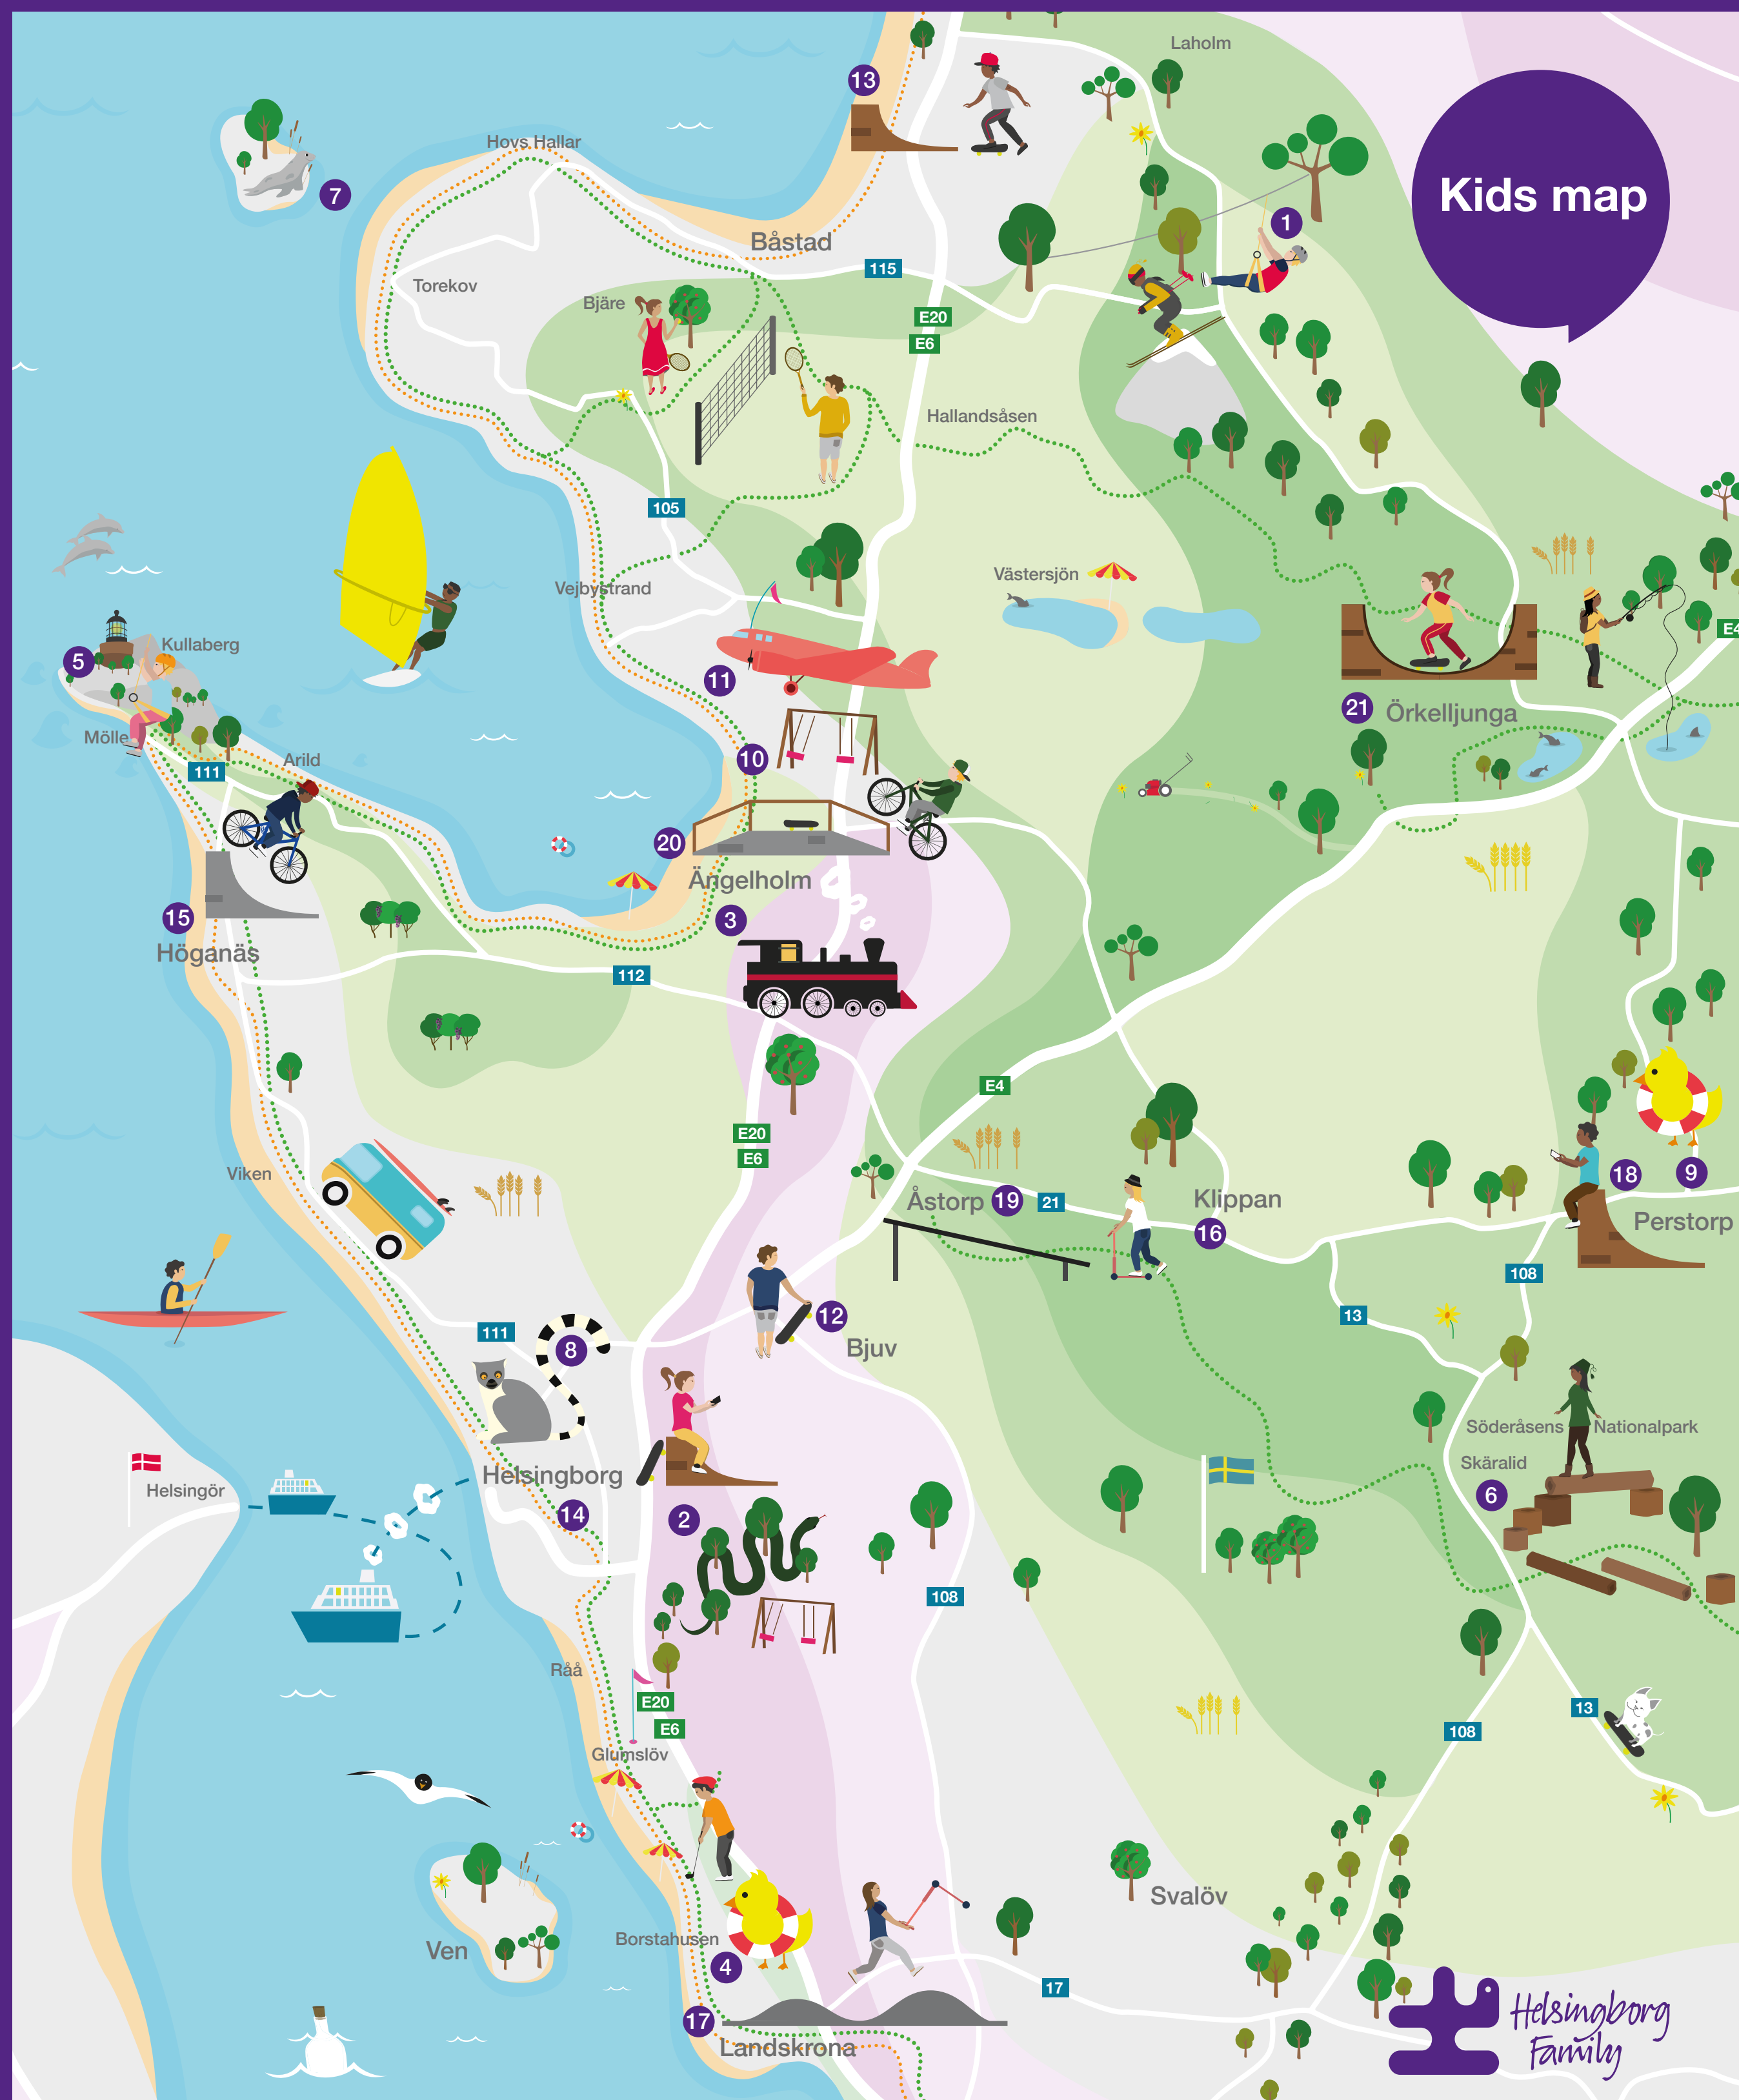 Laholm
13
Kids map
Hovs Hallar
7
1
Båstad
115
Torekov
Bjäre
E20
E6
Hallandsåsen
105
Västersjön
Vejbystrand
E4
Kullaberg
5
11
21
Örkelljunga
Mölle
111
Arild
10
20
Ängelholm
15
3
Höganäs
112
E4
E20
E6
Viken
18
9
Åstorp
19
21
Klippan
16
Perstorp
108
13
12
111
8
Bjuv
Söderåsens
Nationalpark
Skäralid
6
Helsingborg
Helsingör
14
2
108
Råå
E20
E6
13
108
Glumslöv
Svalöv
Ven
Borstahusen
4
17
17
Landskrona
Helsingborg
Family